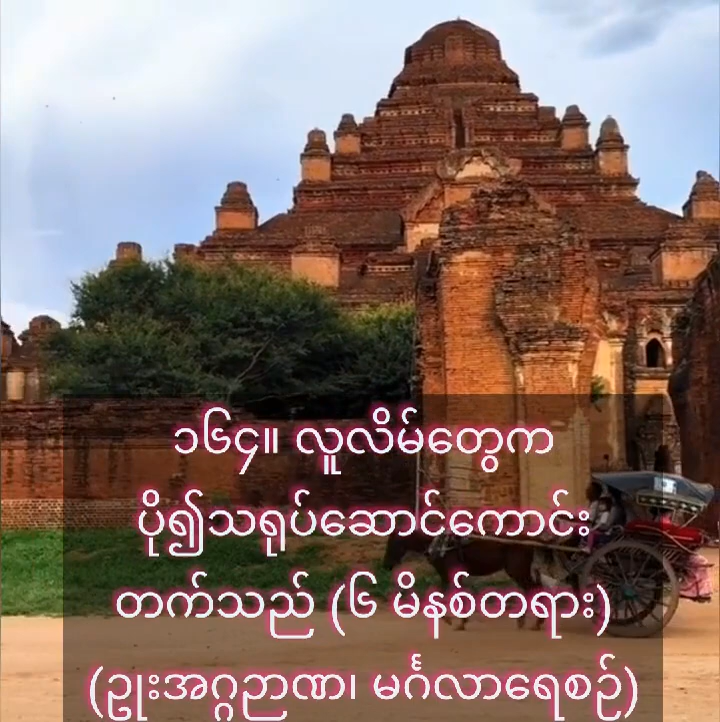 ၁၆၄။ လူလိမ်တွေက
ပို၍သရုပ်ဆောင်ကောင်း
တက်သည် (၆ မိနစ်တရား)
(ဥုးအဂ္ဂဉာဏ၊ မင်္ဂလာရေစဉ်)